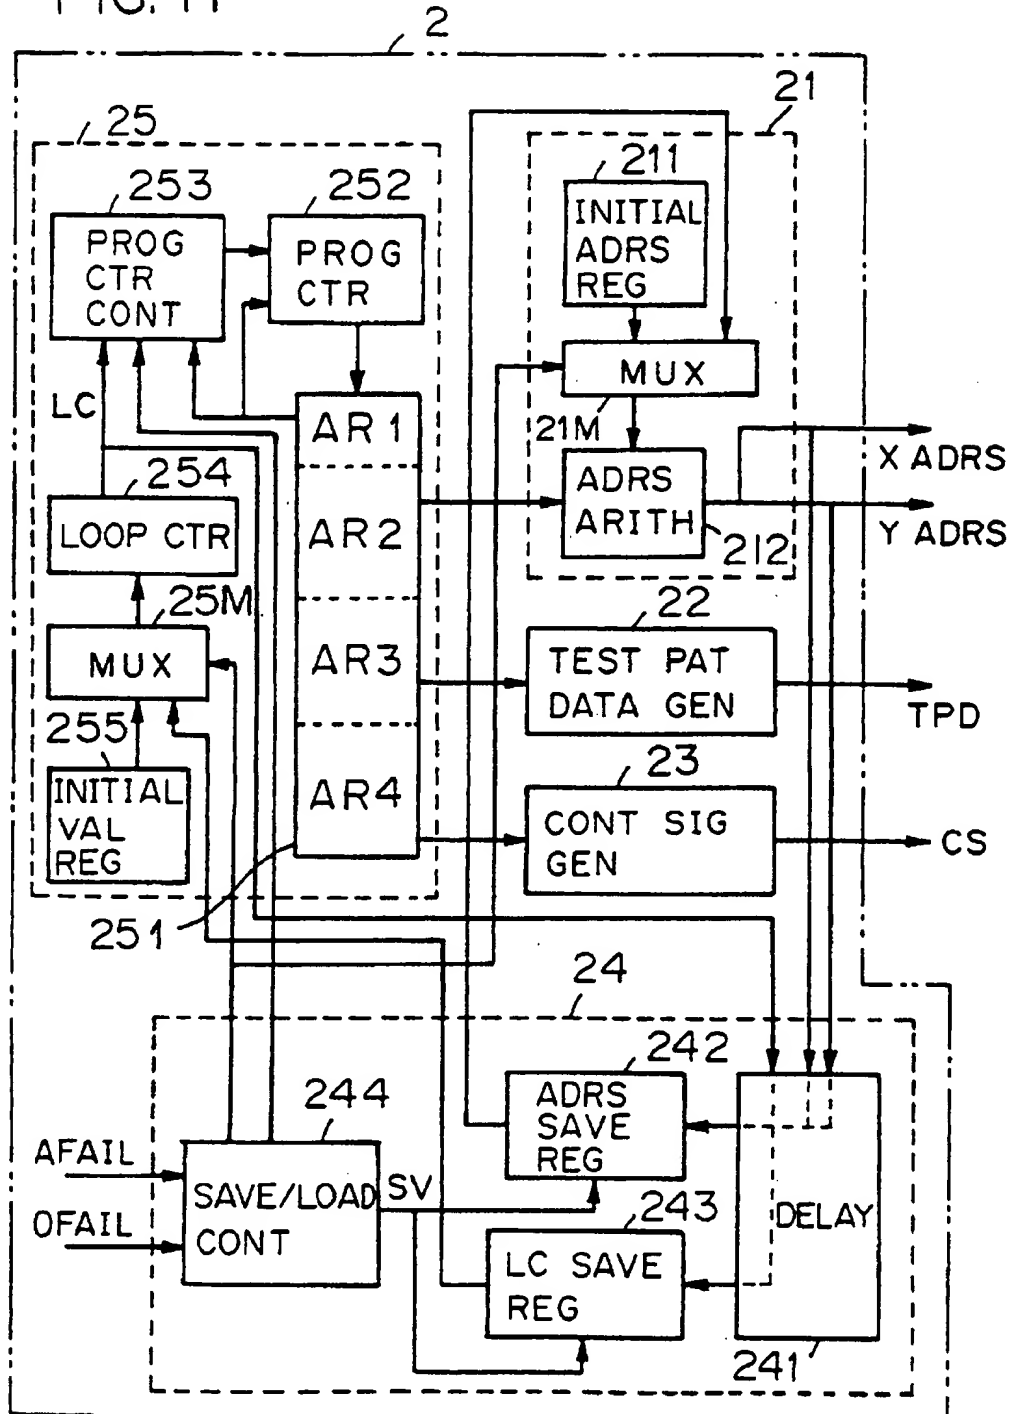 FIG. 11
2
25
21
253
252
211
PROG
CTR
CONT
PROG
CTR
INITIAL
ADRS
REG
MUX
LC
AR1
21M
X ADRS
254
ADRS
ARITH
LOOP CTR
AR2
212
Y ADRS
25M
22
MUX
AR3
TEST PAT
DATA GEN
TPD
255
23
INITIAL
VAL
REG
AR4
CONT SIG
GEN
CS
251
24
242
244
ADRS
SAVE
REG
AFAIL
SAVE/LOAD
CONT
SV
243
DELAY
OFAIL
LC SAVE
REG
241